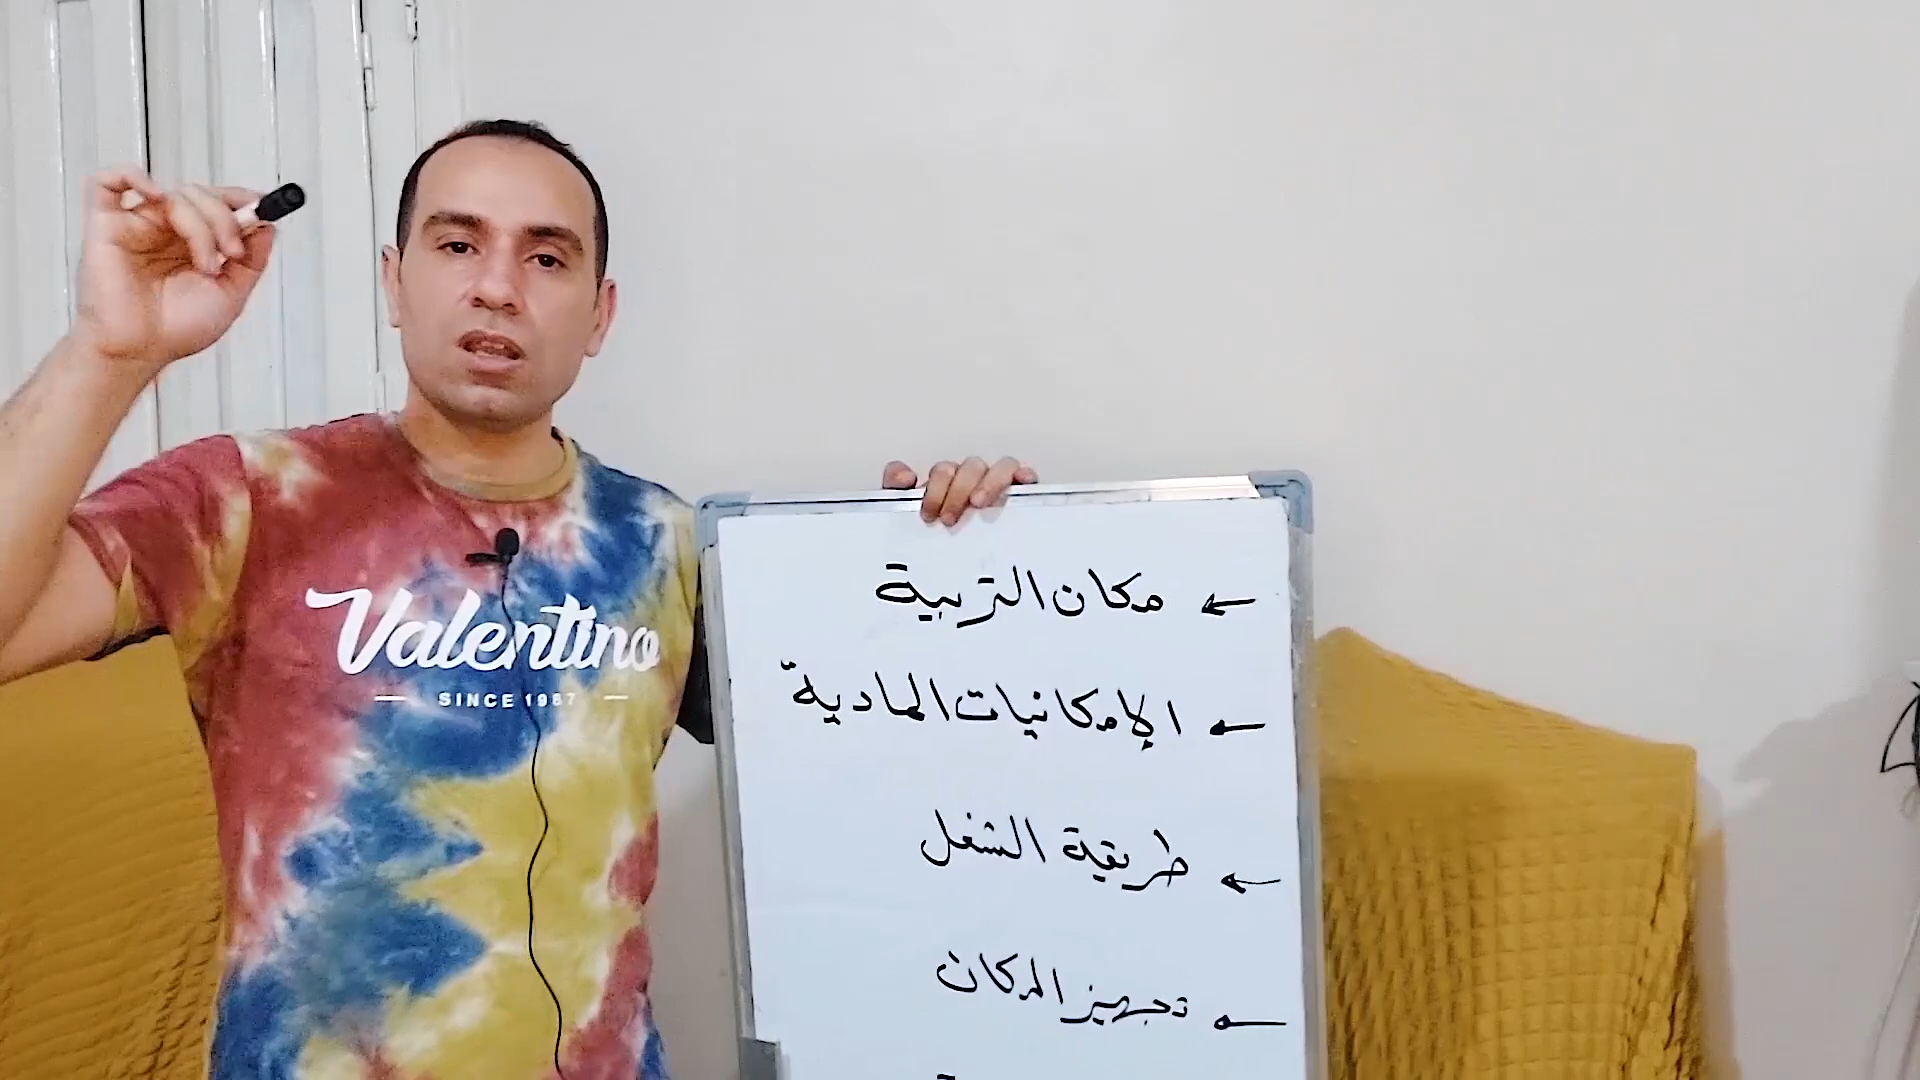 Valentino
SINCE 1987
← مكان التربية
← الإمكانيات المادية
← طريقة الشغل
← تجهيز المكان